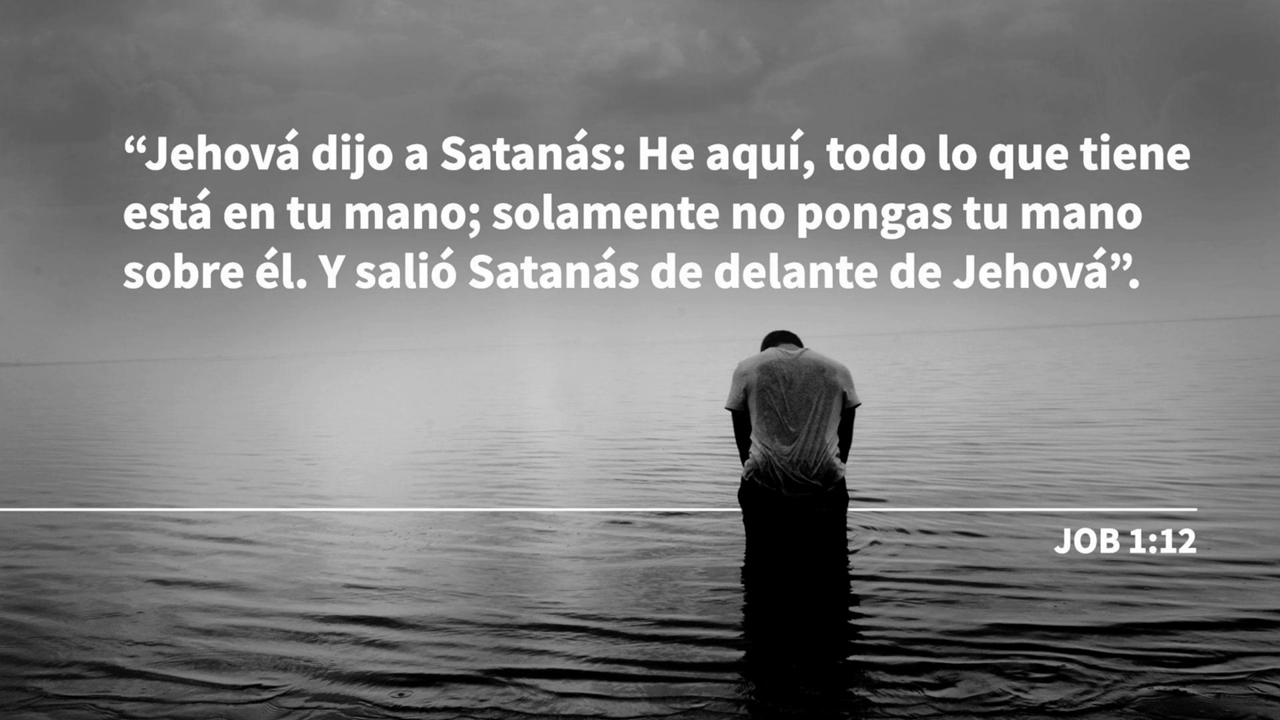 “Jehová dijo a Satanás: He aquí, todo lo que tiene
está en tu mano; solamente no pongas tu mano
sobre él. Y salió Satanás de delante de Jehová”.
JOB 1:12